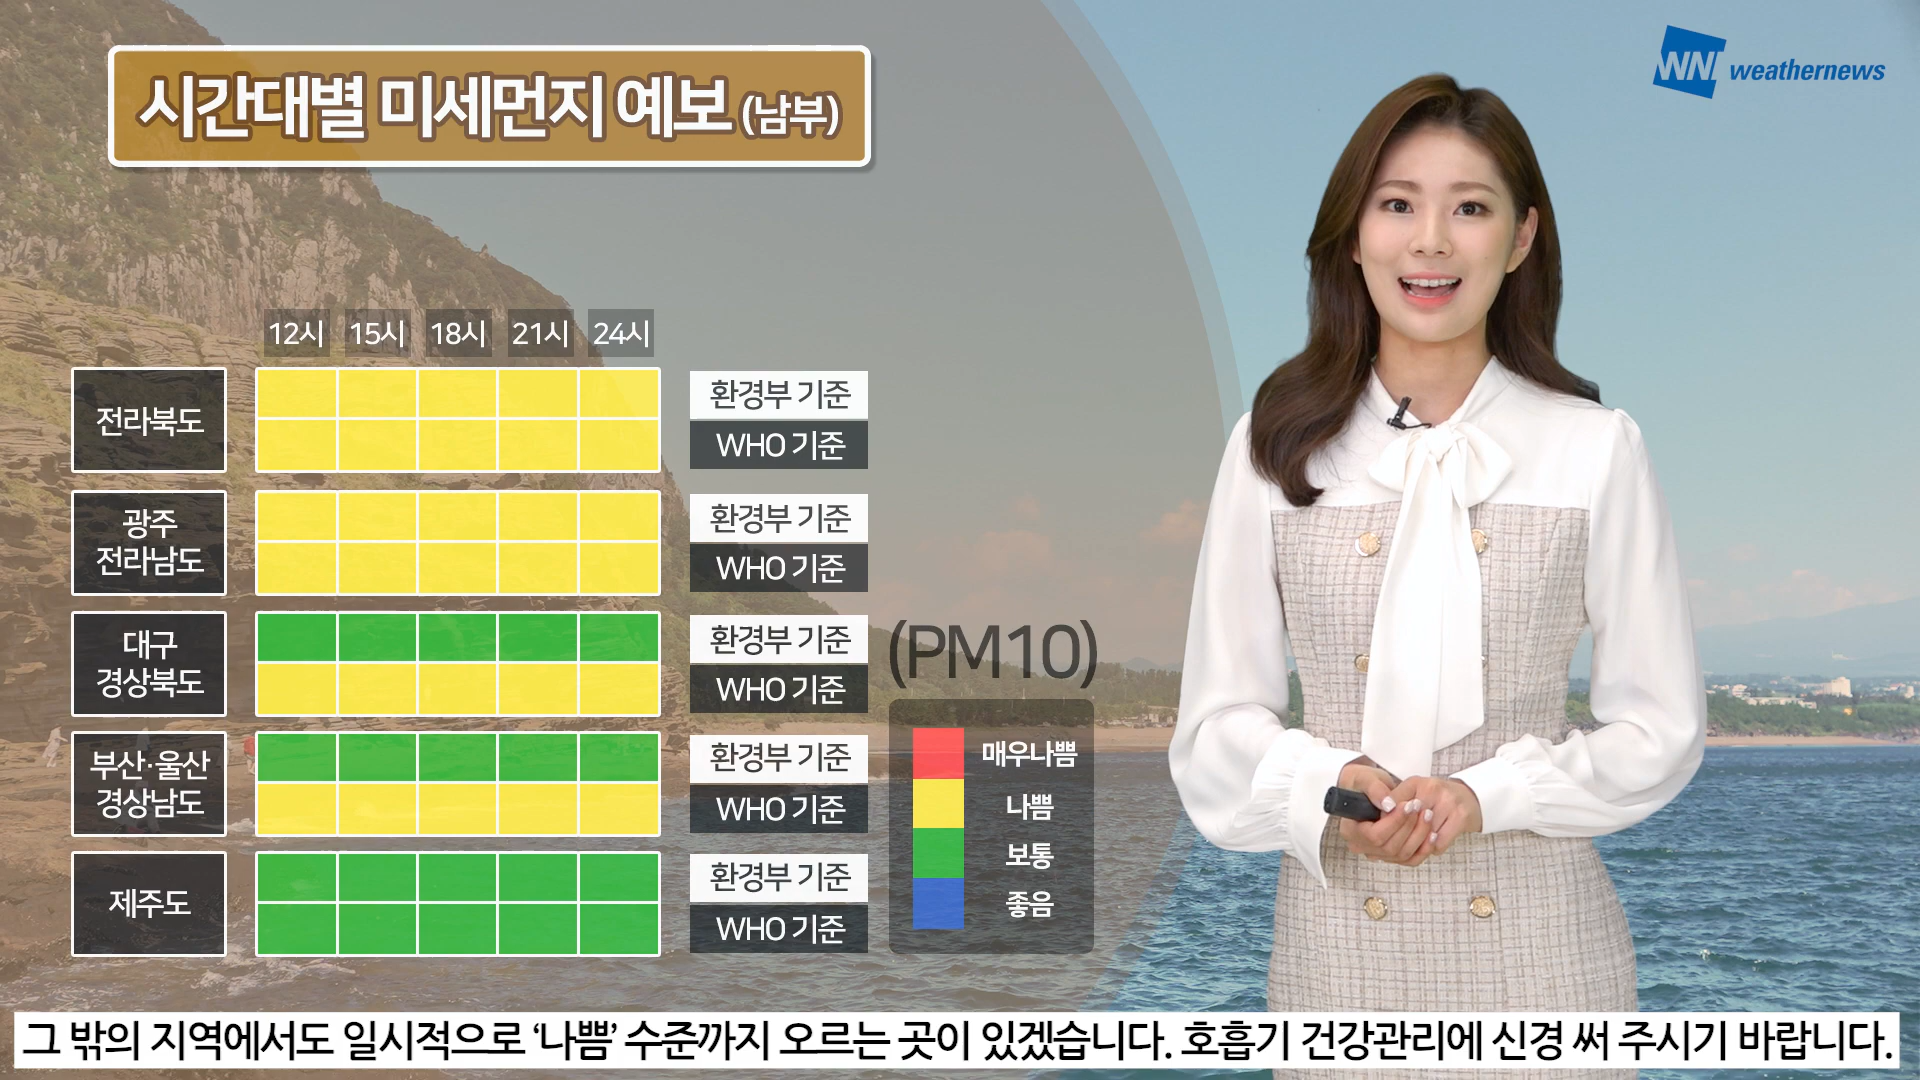 시간대별 미세먼지 예보 (남부)
WN weathernews
12시 15시 18시 21시 24시
전라북도
환경부 기준
WHO 기준
광주
전라남도
환경부 기준
WHO 기준
대구
경상북도
환경부 기준
WHO 기준
부산·울산
경상남도
환경부 기준
WHO 기준
제주도
환경부 기준
WHO 기준
(PM10)
매우나쁨
나쁨
보통
좋음
그 밖의 지역에서도 일시적으로 ‘나쁨’ 수준까지 오르는 곳이 있겠습니다. 호흡기 건강관리에 신경 써 주시기 바랍니다.